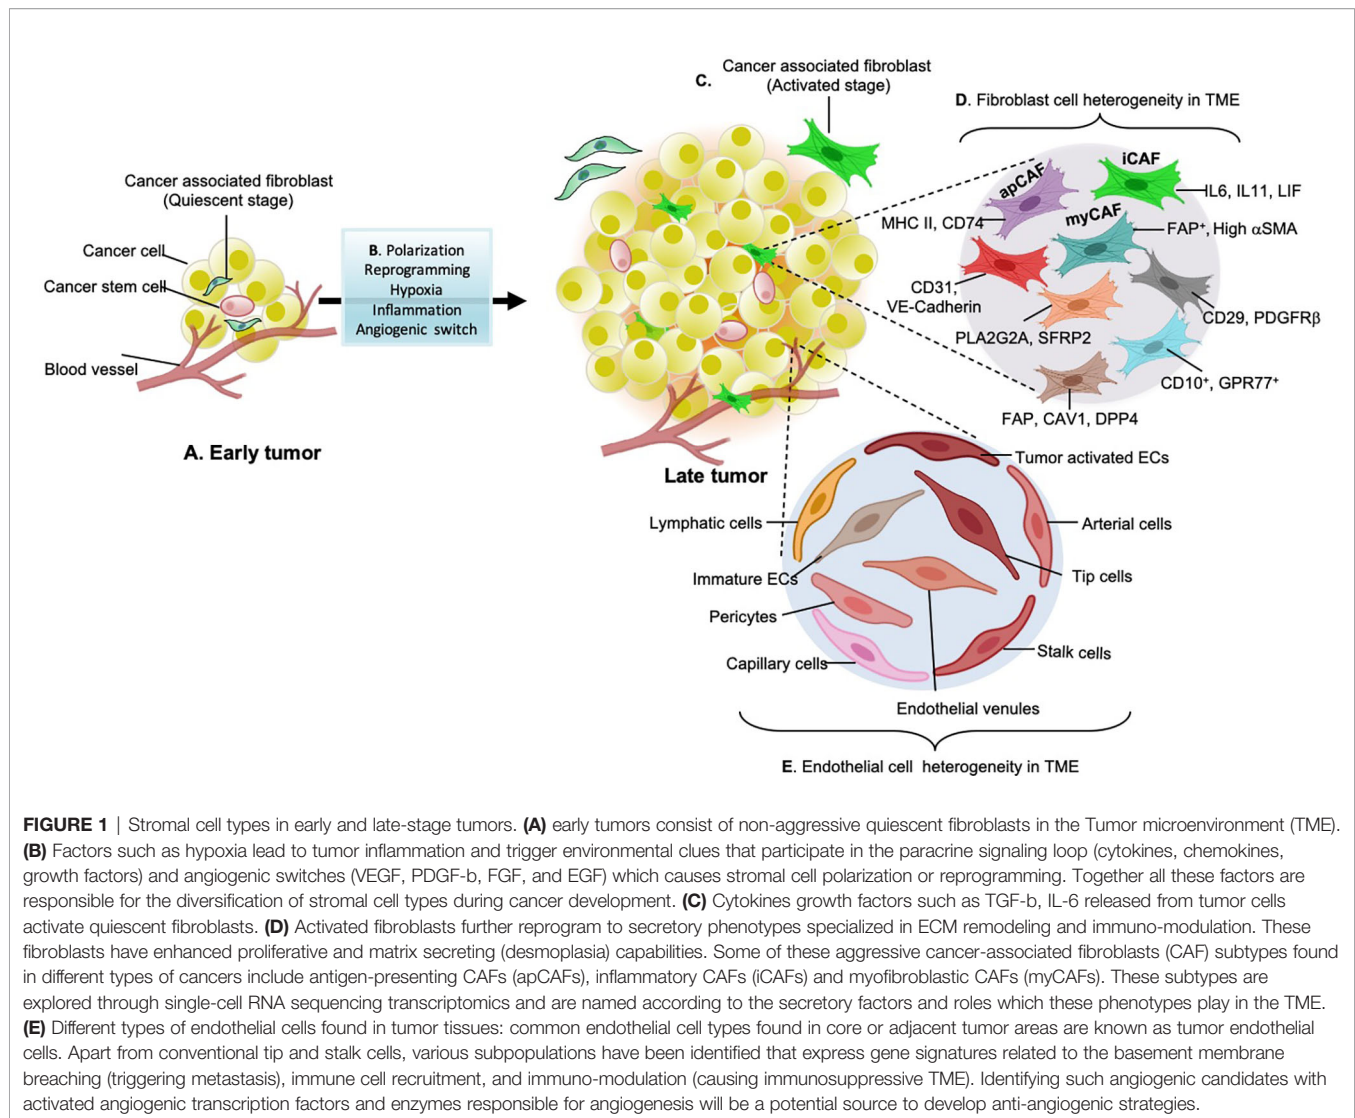 C.
Cancer associated fibroblast
(Activated stage)
D. Fibroblast cell heterogeneity in TME
Cancer associated fibroblast
(Quiescent stage)
Cancer cell
Cancer stem cell
Blood vessel
A. Early tumor
B. Polarization
Reprogramming
Hypoxia
Inflammation
Angiogenic switch
Late tumor
apCAF
iCAF
IL6, IL11, LIF
MHC II, CD74
myCAF
FAP⁺, High αSMA
CD31,
VE-Cadherin
PLA2G2A, SFRP2
CD29, PDGFRβ
CD10⁺, GPR77⁺
FAP, CAV1, DPP4
Tumor activated ECs
Lymphatic cells
Arterial cells
Immature ECs
Tip cells
Pericytes
Capillary cells
Stalk cells
Endothelial venules
E. Endothelial cell heterogeneity in TME
FIGURE 1 | Stromal cell types in early and late-stage tumors. (A) early tumors consist of non-aggressive quiescent fibroblasts in the Tumor microenvironment (TME).
(B) Factors such as hypoxia lead to tumor inflammation and trigger environmental clues that participate in the paracrine signaling loop (cytokines, chemokines,
growth factors) and angiogenic switches (VEGF, PDGF-b, FGF, and EGF) which causes stromal cell polarization or reprogramming. Together all these factors are
responsible for the diversification of stromal cell types during cancer development. (C) Cytokines growth factors such as TGF-b, IL-6 released from tumor cells
activate quiescent fibroblasts. (D) Activated fibroblasts further reprogram to secretory phenotypes specialized in ECM remodeling and immuno-modulation. These
fibroblasts have enhanced proliferative and matrix secreting (desmoplasia) capabilities. Some of these aggressive cancer-associated fibroblasts (CAF) subtypes found
in different types of cancers include antigen-presenting CAFs (apCAFs), inflammatory CAFs (iCAFs) and myofibroblastic CAFs (myCAFs). These subtypes are
explored through single-cell RNA sequencing transcriptomics and are named according to the secretory factors and roles which these phenotypes play in the TME.
(E) Different types of endothelial cells found in tumor tissues: common endothelial cell types found in core or adjacent tumor areas are known as tumor endothelial
cells. Apart from conventional tip and stalk cells, various subpopulations have been identified that express gene signatures related to the basement membrane
breaching (triggering metastasis), immune cell recruitment, and immuno-modulation (causing immunosuppressive TME). Identifying such angiogenic candidates with
activated angiogenic transcription factors and enzymes responsible for angiogenesis will be a potential source to develop anti-angiogenic strategies.